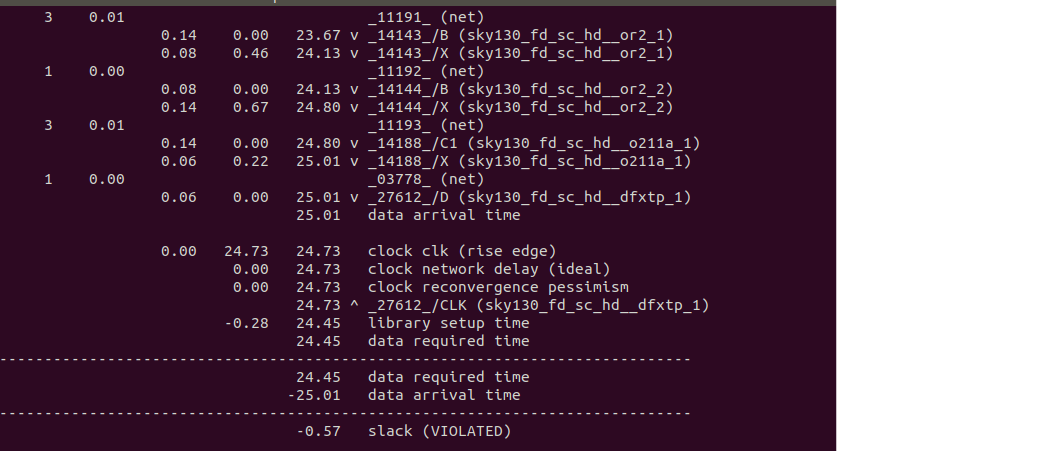 3 0.01 _11191_ (net)
0.14 0.00 23.67 v _14143_/B (sky130_fd_sc_hd__or2_1)
0.08 0.46 24.13 v _14143_/X (sky130_fd_sc_hd__or2_1)
1 0.00 _11192_ (net)
0.08 0.00 24.13 v _14144_/B (sky130_fd_sc_hd__or2_2)
0.14 0.67 24.80 v _14144_/X (sky130_fd_sc_hd__or2_2)
3 0.01 _11193_ (net)
0.14 0.00 24.80 v _14188_/C1 (sky130_fd_sc_hd__o211a_1)
0.06 0.22 25.01 v _14188_/X (sky130_fd_sc_hd__o211a_1)
1 0.00 _03778_ (net)
0.06 0.00 25.01 v _27612_/D (sky130_fd_sc_hd__dfxtp_1)
25.01 data arrival time
0.00 24.73 24.73 clock clk (rise edge)
0.00 24.73 clock network delay (ideal)
0.00 24.73 clock reconvergence pessimism
24.73 ^ _27612_/CLK (sky130_fd_sc_hd__dfxtp_1)
-0.28 24.45 library setup time
24.45 data required time
-----------------------------------------------------------------------------
24.45 data required time
-25.01 data arrival time
-----------------------------------------------------------------------------
-0.57 slack (VIOLATED)